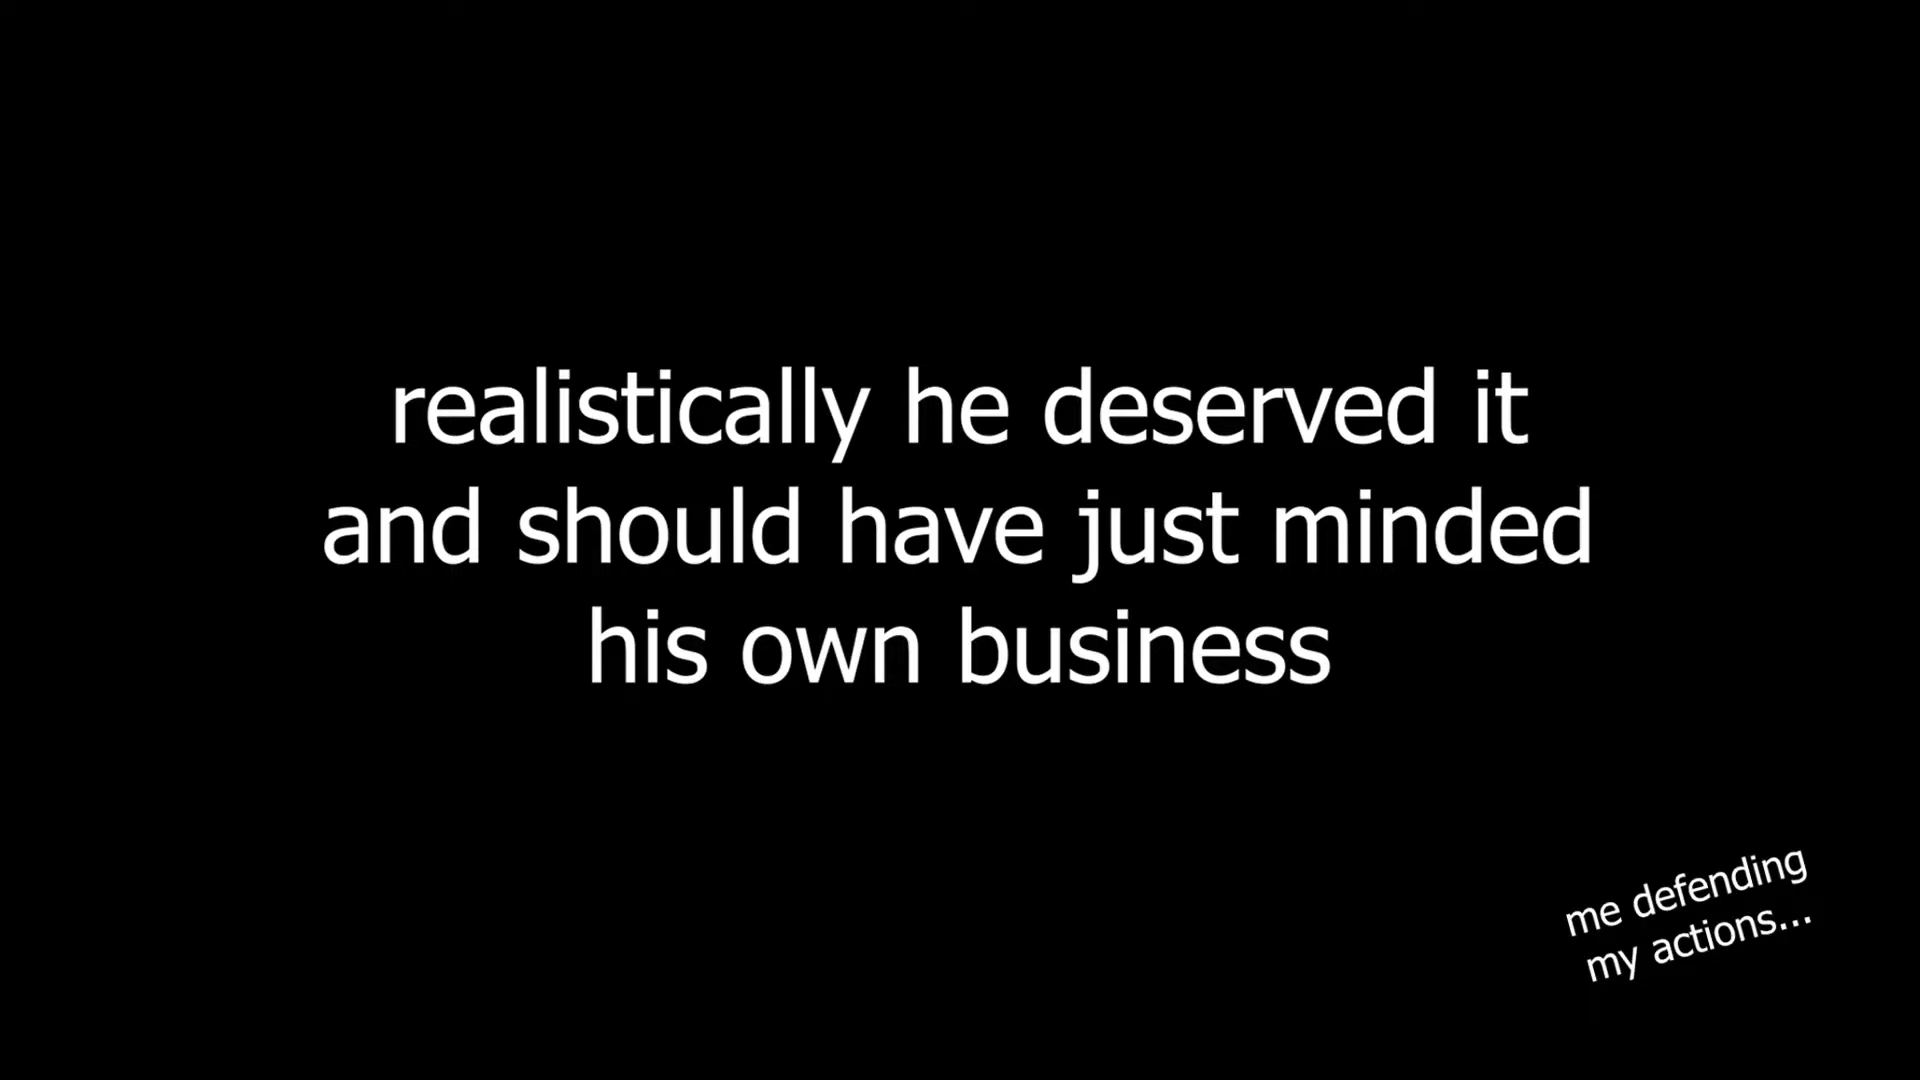 realistically he deserved it
and should have just minded
his own business
me defending
my actions...